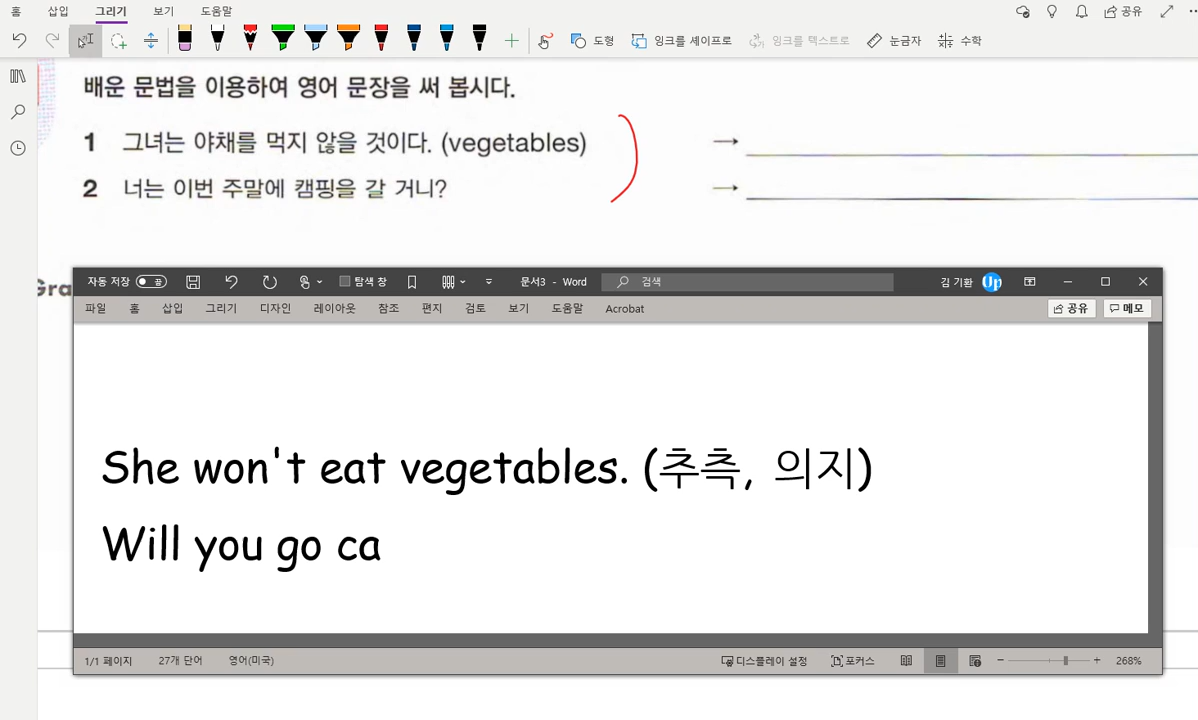 홈 삽입 그리기 보기 도움말 공유
도형 잉크를 셰이프로 잉크를 텍스트로 눈금자 수학
배운 문법을 이용하여 영어 문장을 써 봅시다.
1 그녀는 야채를 먹지 않을 것이다. (vegetables) →
2 너는 이번 주말에 캠핑을 갈 거니? →
Gra
자동 저장 끔 탐색 창 문서3 - Word 검색 김 기환 Up
파일 홈 삽입 그리기 디자인 레이아웃 참조 편지 검토 보기 도움말 Acrobat 공유 메모
She won't eat vegetables. (추측, 의지)
Will you go ca
1/1 페이지 27개 단어 영어(미국) 디스플레이 설정 포커스 - + 268%